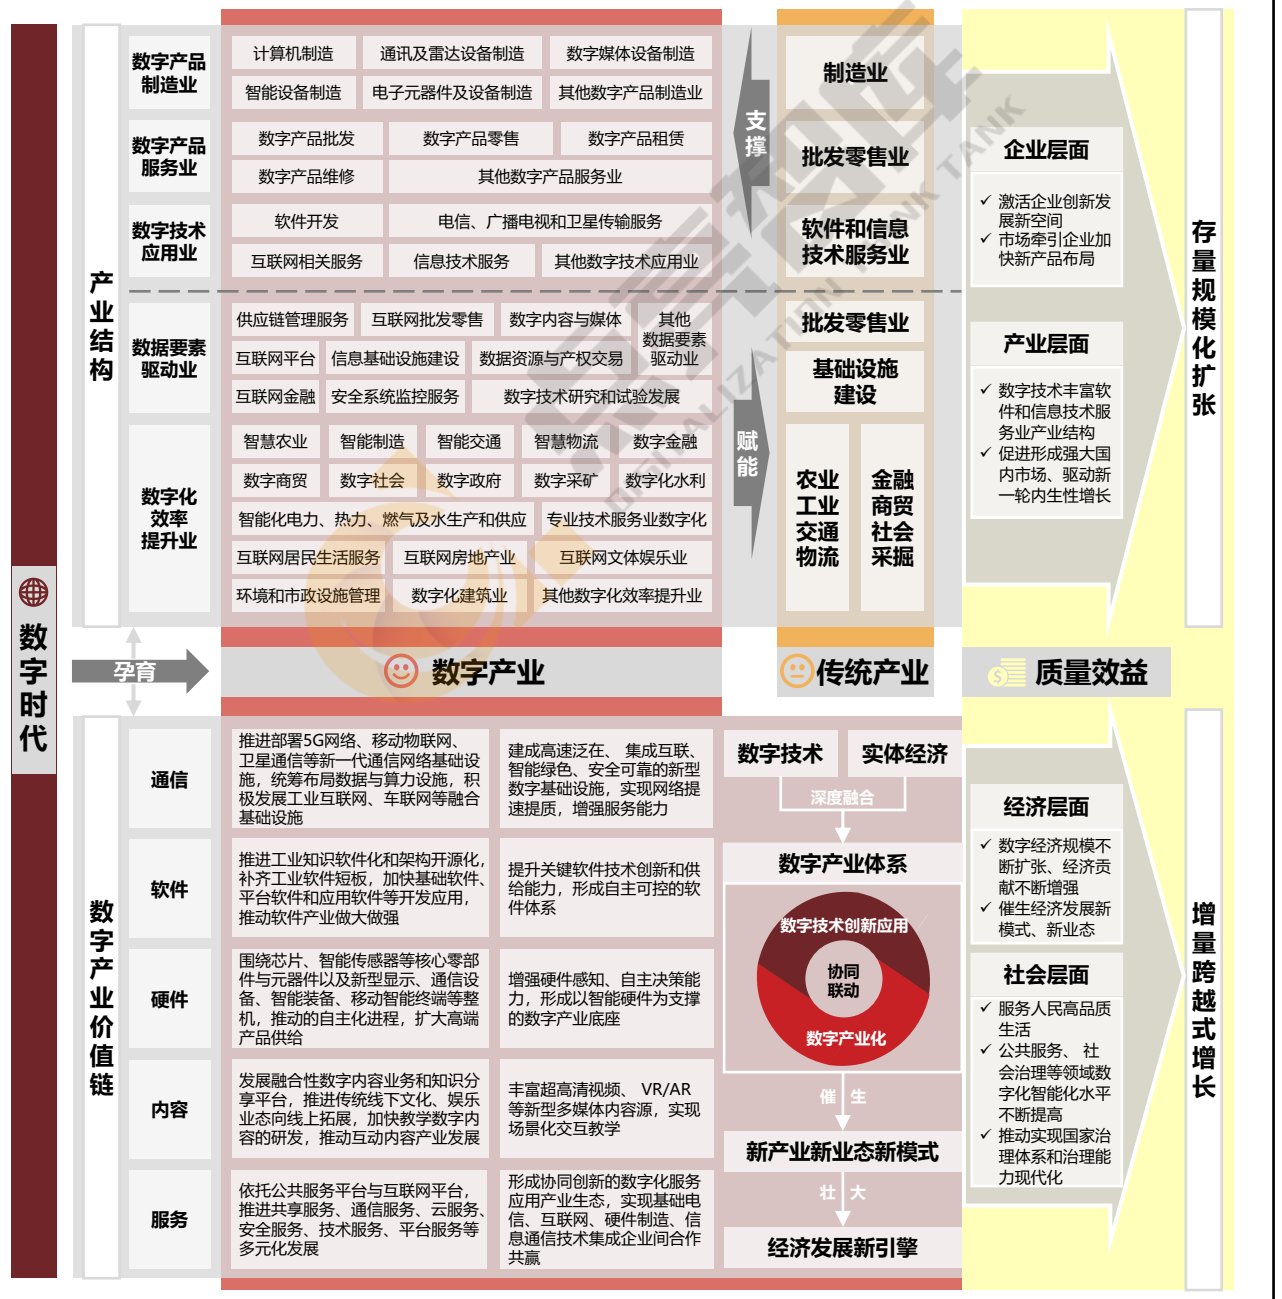 数字时代
产业结构
数字产品
制造业
计算机制造
通讯及雷达设备制造
数字媒体设备制造
智能设备制造
电子元器件及设备制造
其他数字产品制造业
数字产品
服务业
数字产品批发
数字产品零售
数字产品租赁
数字产品维修
其他数字产品服务业
数字技术
应用业
软件开发
电信、广播电视和卫星传输服务
互联网相关服务
信息技术服务
其他数字技术应用业
数据要素
驱动业
供应链管理服务
互联网批发零售
数字内容与媒体
其他
数据要素
驱动业
互联网平台
信息基础设施建设
数据资源与产权交易
互联网金融
安全系统监控服务
数字技术研究和试验发展
数字化
效率
提升业
智慧农业
智能制造
智能交通
智慧物流
数字金融
数字商贸
数字社会
数字政府
数字采矿
数字化水利
智能化电力、热力、燃气及水生产和供应
专业技术服务业数字化
互联网居民生活服务
互联网房地产业
互联网文体娱乐业
环境和市政设施管理
数字化建筑业
其他数字化效率提升业
支撑
赋能
制造业
批发零售业
软件和信息
技术服务业
批发零售业
基础设施
建设
农业
工业
交通
物流
金融
商贸
社会
采掘
企业层面
✓ 激活企业创新发
展新空间
✓ 市场牵引企业加
快新产品布局
产业层面
✓ 数字技术丰富软
件和信息技术服
务业产业结构
✓ 促进形成强大国
内市场、驱动新
一轮内生性增长
存量规模化扩张
孕育
数字产业
传统产业
质量效益
数字产业价值链
通信
推进部署5G网络、移动物联网、
卫星通信等新一代通信网络基础设
施，统筹布局数据与算力设施，积
极发展工业互联网、车联网等融合
基础设施
建成高速泛在、 集成互联、
智能绿色、安全可靠的新型
数字基础设施，实现网络提
速提质，增强服务能力
软件
推进工业知识软件化和架构开源化，
补齐工业软件短板，加快基础软件、
平台软件和应用软件等开发应用，
推动软件产业做大做强
提升关键软件技术创新和供
给能力，形成自主可控的软
件体系
硬件
围绕芯片、智能传感器等核心零部
件与元器件以及新型显示、通信设
备、智能装备、移动智能终端等整
机，推动的自主化进程，扩大高端
产品供给
增强硬件感知、自主决策能
力，形成以智能硬件为支撑
的数字产业底座
内容
发展融合性数字内容业务和知识分
享平台，推进传统线下文化、娱乐
业态向线上拓展，加快教学数字内
容的研发，推动互动内容产业发展
丰富超高清视频、 VR/AR
等新型多媒体内容源，实现
场景化交互教学
服务
依托公共服务平台与互联网平台，
推进共享服务、通信服务、云服务、
安全服务、技术服务、平台服务等
多元化发展
形成协同创新的数字化服务
应用产业生态，实现基础电
信、互联网、硬件制造、信
息通信技术集成企业间合作
共赢
数字技术
实体经济
深度融合
数字产业体系
数字技术创新应用
协同
联动
数字产业化
催 生
新产业新业态新模式
壮 大
经济发展新引擎
经济层面
✓ 数字经济规模不
断扩张、经济贡
献不断增强
✓ 催生经济发展新
模式、新业态
社会层面
✓ 服务人民高品质
生活
✓ 公共服务、 社
会治理等领域数
字化智能化水平
不断提高
✓ 推动实现国家治
理体系和治理能
力现代化
增量跨越式增长
DIGITALIZATION THINK TANK